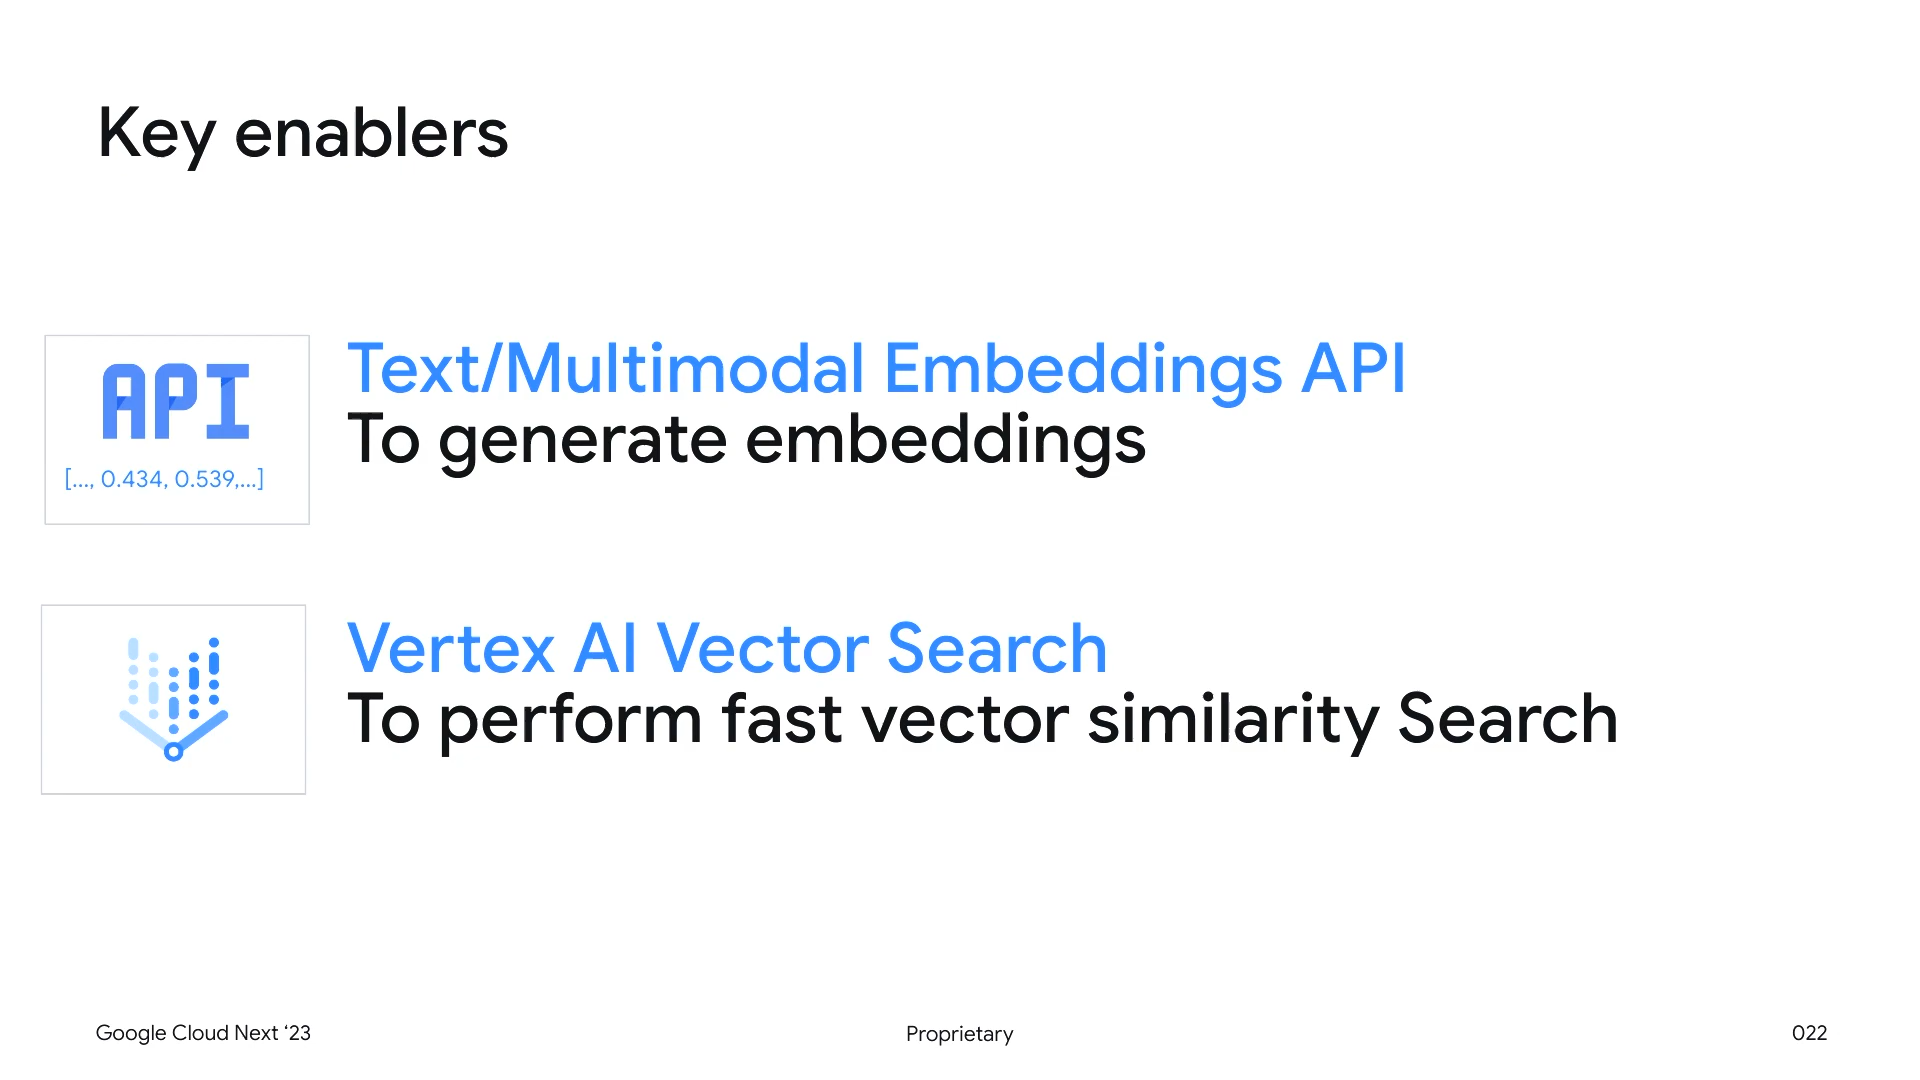 Key enablers
API
[..., 0.434, 0.539,...]
Text/Multimodal Embeddings API
To generate embeddings
Vertex AI Vector Search
To perform fast vector similarity Search
Google Cloud Next ‘23
Proprietary
022